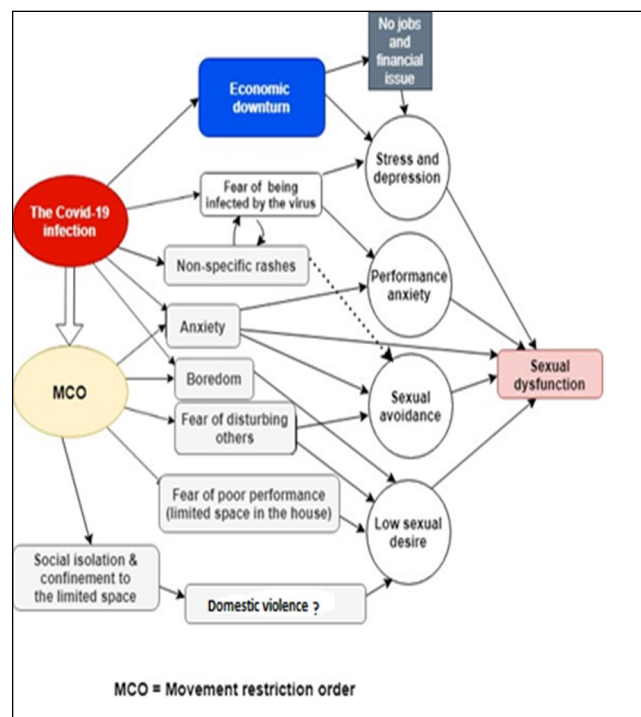 No jobs
and
financial
issue
Economic
downturn
Stress and
depression
The Covid-19
infection
Fear of being
infected by the virus
Non-specific rashes
Performance
anxiety
Anxiety
MCO
Boredom
Sexual
avoidance
Sexual
dysfunction
Fear of disturbing
others
Fear of poor performance
(limited space in the house)
Low sexual
desire
Social isolation &
confinement to
the limited space
Domestic violence ?
MCO = Movement restriction order